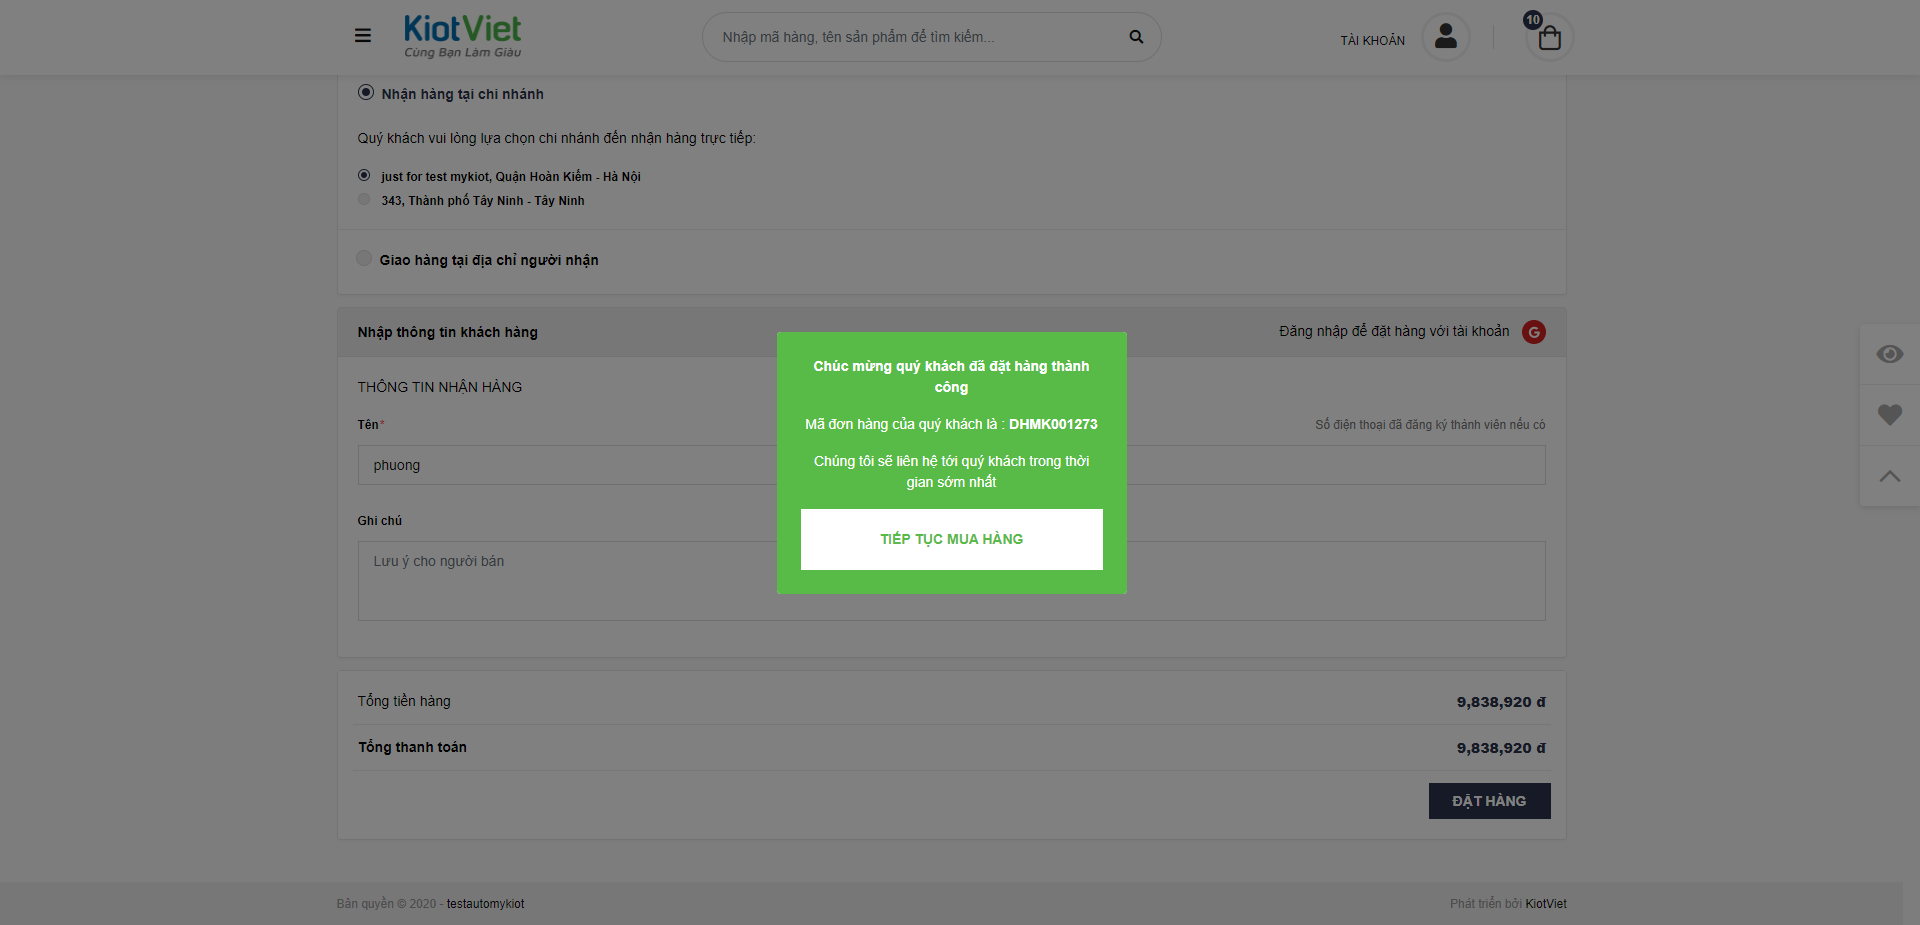 KiotViet
Cùng Bạn Làm Giàu
Nhập mã hàng, tên sản phẩm để tìm kiếm...
TÀI KHOẢN
10
Nhận hàng tại chi nhánh
Quý khách vui lòng lựa chọn chi nhánh đến nhận hàng trực tiếp:
just for test mykiot, Quận Hoàn Kiếm - Hà Nội
343, Thành phố Tây Ninh - Tây Ninh
Giao hàng tại địa chỉ người nhận
Nhập thông tin khách hàng
Đăng nhập để đặt hàng với tài khoản
G
THÔNG TIN NHẬN HÀNG
Tên*
Số điện thoại đã đăng ký thành viên nếu có
phuong
Ghi chú
Lưu ý cho người bán
Chúc mừng quý khách đã đặt hàng thành
công
Mã đơn hàng của quý khách là : DHMK001273
Chúng tôi sẽ liên hệ tới quý khách trong thời
gian sớm nhất
TIẾP TỤC MUA HÀNG
Tổng tiền hàng
9,838,920 đ
Tổng thanh toán
9,838,920 đ
ĐẶT HÀNG
Bản quyền © 2020 - testautomykiot
Phát triển bởi KiotViet